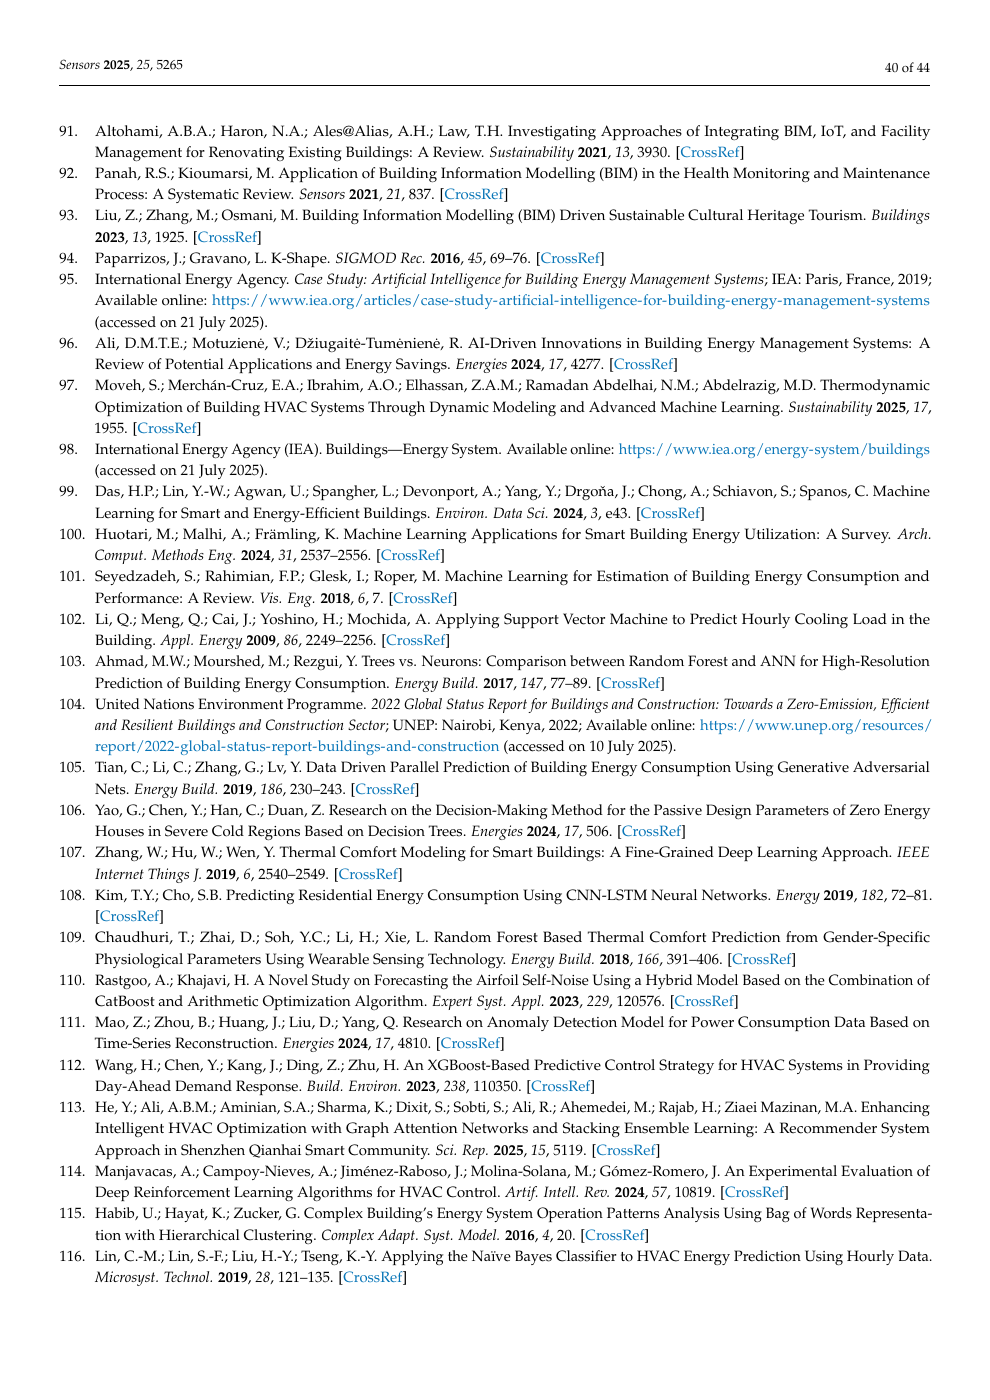 Sensors 2025, 25, 5265
40 of 44
91. Altohami, A.B.A.; Haron, N.A.; Ales@Alias, A.H.; Law, T.H. Investigating Approaches of Integrating BIM, IoT, and Facility
Management for Renovating Existing Buildings: A Review. Sustainability 2021, 13, 3930. [CrossRef]
92. Panah, R.S.; Kioumarsi, M. Application of Building Information Modelling (BIM) in the Health Monitoring and Maintenance
Process: A Systematic Review. Sensors 2021, 21, 837. [CrossRef]
93. Liu, Z.; Zhang, M.; Osmani, M. Building Information Modelling (BIM) Driven Sustainable Cultural Heritage Tourism. Buildings
2023, 13, 1925. [CrossRef]
94. Paparrizos, J.; Gravano, L. K-Shape. SIGMOD Rec. 2016, 45, 69–76. [CrossRef]
95. International Energy Agency. Case Study: Artificial Intelligence for Building Energy Management Systems; IEA: Paris, France, 2019;
Available online: https://www.iea.org/articles/case-study-artificial-intelligence-for-building-energy-management-systems
(accessed on 21 July 2025).
96. Ali, D.M.T.E.; Motuzienė, V.; Džiugaitė-Tumėnienė, R. AI-Driven Innovations in Building Energy Management Systems: A
Review of Potential Applications and Energy Savings. Energies 2024, 17, 4277. [CrossRef]
97. Moveh, S.; Merchán-Cruz, E.A.; Ibrahim, A.O.; Elhassan, Z.A.M.; Ramadan Abdelhai, N.M.; Abdelrazig, M.D. Thermodynamic
Optimization of Building HVAC Systems Through Dynamic Modeling and Advanced Machine Learning. Sustainability 2025, 17,
1955. [CrossRef]
98. International Energy Agency (IEA). Buildings—Energy System. Available online: https://www.iea.org/energy-system/buildings
(accessed on 21 July 2025).
99. Das, H.P.; Lin, Y.-W.; Agwan, U.; Spangher, L.; Devonport, A.; Yang, Y.; Drgoňa, J.; Chong, A.; Schiavon, S.; Spanos, C. Machine
Learning for Smart and Energy-Efficient Buildings. Environ. Data Sci. 2024, 3, e43. [CrossRef]
100. Huotari, M.; Malhi, A.; Främling, K. Machine Learning Applications for Smart Building Energy Utilization: A Survey. Arch.
Comput. Methods Eng. 2024, 31, 2537–2556. [CrossRef]
101. Seyedzadeh, S.; Rahimian, F.P.; Glesk, I.; Roper, M. Machine Learning for Estimation of Building Energy Consumption and
Performance: A Review. Vis. Eng. 2018, 6, 7. [CrossRef]
102. Li, Q.; Meng, Q.; Cai, J.; Yoshino, H.; Mochida, A. Applying Support Vector Machine to Predict Hourly Cooling Load in the
Building. Appl. Energy 2009, 86, 2249–2256. [CrossRef]
103. Ahmad, M.W.; Mourshed, M.; Rezgui, Y. Trees vs. Neurons: Comparison between Random Forest and ANN for High-Resolution
Prediction of Building Energy Consumption. Energy Build. 2017, 147, 77–89. [CrossRef]
104. United Nations Environment Programme. 2022 Global Status Report for Buildings and Construction: Towards a Zero-Emission, Efficient
and Resilient Buildings and Construction Sector; UNEP: Nairobi, Kenya, 2022; Available online: https://www.unep.org/resources/
report/2022-global-status-report-buildings-and-construction (accessed on 10 July 2025).
105. Tian, C.; Li, C.; Zhang, G.; Lv, Y. Data Driven Parallel Prediction of Building Energy Consumption Using Generative Adversarial
Nets. Energy Build. 2019, 186, 230–243. [CrossRef]
106. Yao, G.; Chen, Y.; Han, C.; Duan, Z. Research on the Decision-Making Method for the Passive Design Parameters of Zero Energy
Houses in Severe Cold Regions Based on Decision Trees. Energies 2024, 17, 506. [CrossRef]
107. Zhang, W.; Hu, W.; Wen, Y. Thermal Comfort Modeling for Smart Buildings: A Fine-Grained Deep Learning Approach. IEEE
Internet Things J. 2019, 6, 2540–2549. [CrossRef]
108. Kim, T.Y.; Cho, S.B. Predicting Residential Energy Consumption Using CNN-LSTM Neural Networks. Energy 2019, 182, 72–81.
[CrossRef]
109. Chaudhuri, T.; Zhai, D.; Soh, Y.C.; Li, H.; Xie, L. Random Forest Based Thermal Comfort Prediction from Gender-Specific
Physiological Parameters Using Wearable Sensing Technology. Energy Build. 2018, 166, 391–406. [CrossRef]
110. Rastgoo, A.; Khajavi, H. A Novel Study on Forecasting the Airfoil Self-Noise Using a Hybrid Model Based on the Combination of
CatBoost and Arithmetic Optimization Algorithm. Expert Syst. Appl. 2023, 229, 120576. [CrossRef]
111. Mao, Z.; Zhou, B.; Huang, J.; Liu, D.; Yang, Q. Research on Anomaly Detection Model for Power Consumption Data Based on
Time-Series Reconstruction. Energies 2024, 17, 4810. [CrossRef]
112. Wang, H.; Chen, Y.; Kang, J.; Ding, Z.; Zhu, H. An XGBoost-Based Predictive Control Strategy for HVAC Systems in Providing
Day-Ahead Demand Response. Build. Environ. 2023, 238, 110350. [CrossRef]
113. He, Y.; Ali, A.B.M.; Aminian, S.A.; Sharma, K.; Dixit, S.; Sobti, S.; Ali, R.; Ahemedei, M.; Rajab, H.; Ziaei Mazinan, M.A. Enhancing
Intelligent HVAC Optimization with Graph Attention Networks and Stacking Ensemble Learning: A Recommender System
Approach in Shenzhen Qianhai Smart Community. Sci. Rep. 2025, 15, 5119. [CrossRef]
114. Manjavacas, A.; Campoy-Nieves, A.; Jiménez-Raboso, J.; Molina-Solana, M.; Gómez-Romero, J. An Experimental Evaluation of
Deep Reinforcement Learning Algorithms for HVAC Control. Artif. Intell. Rev. 2024, 57, 10819. [CrossRef]
115. Habib, U.; Hayat, K.; Zucker, G. Complex Building's Energy System Operation Patterns Analysis Using Bag of Words Representa-
tion with Hierarchical Clustering. Complex Adapt. Syst. Model. 2016, 4, 20. [CrossRef]
116. Lin, C.-M.; Lin, S.-F.; Liu, H.-Y.; Tseng, K.-Y. Applying the Naïve Bayes Classifier to HVAC Energy Prediction Using Hourly Data.
Microsyst. Technol. 2019, 28, 121–135. [CrossRef]